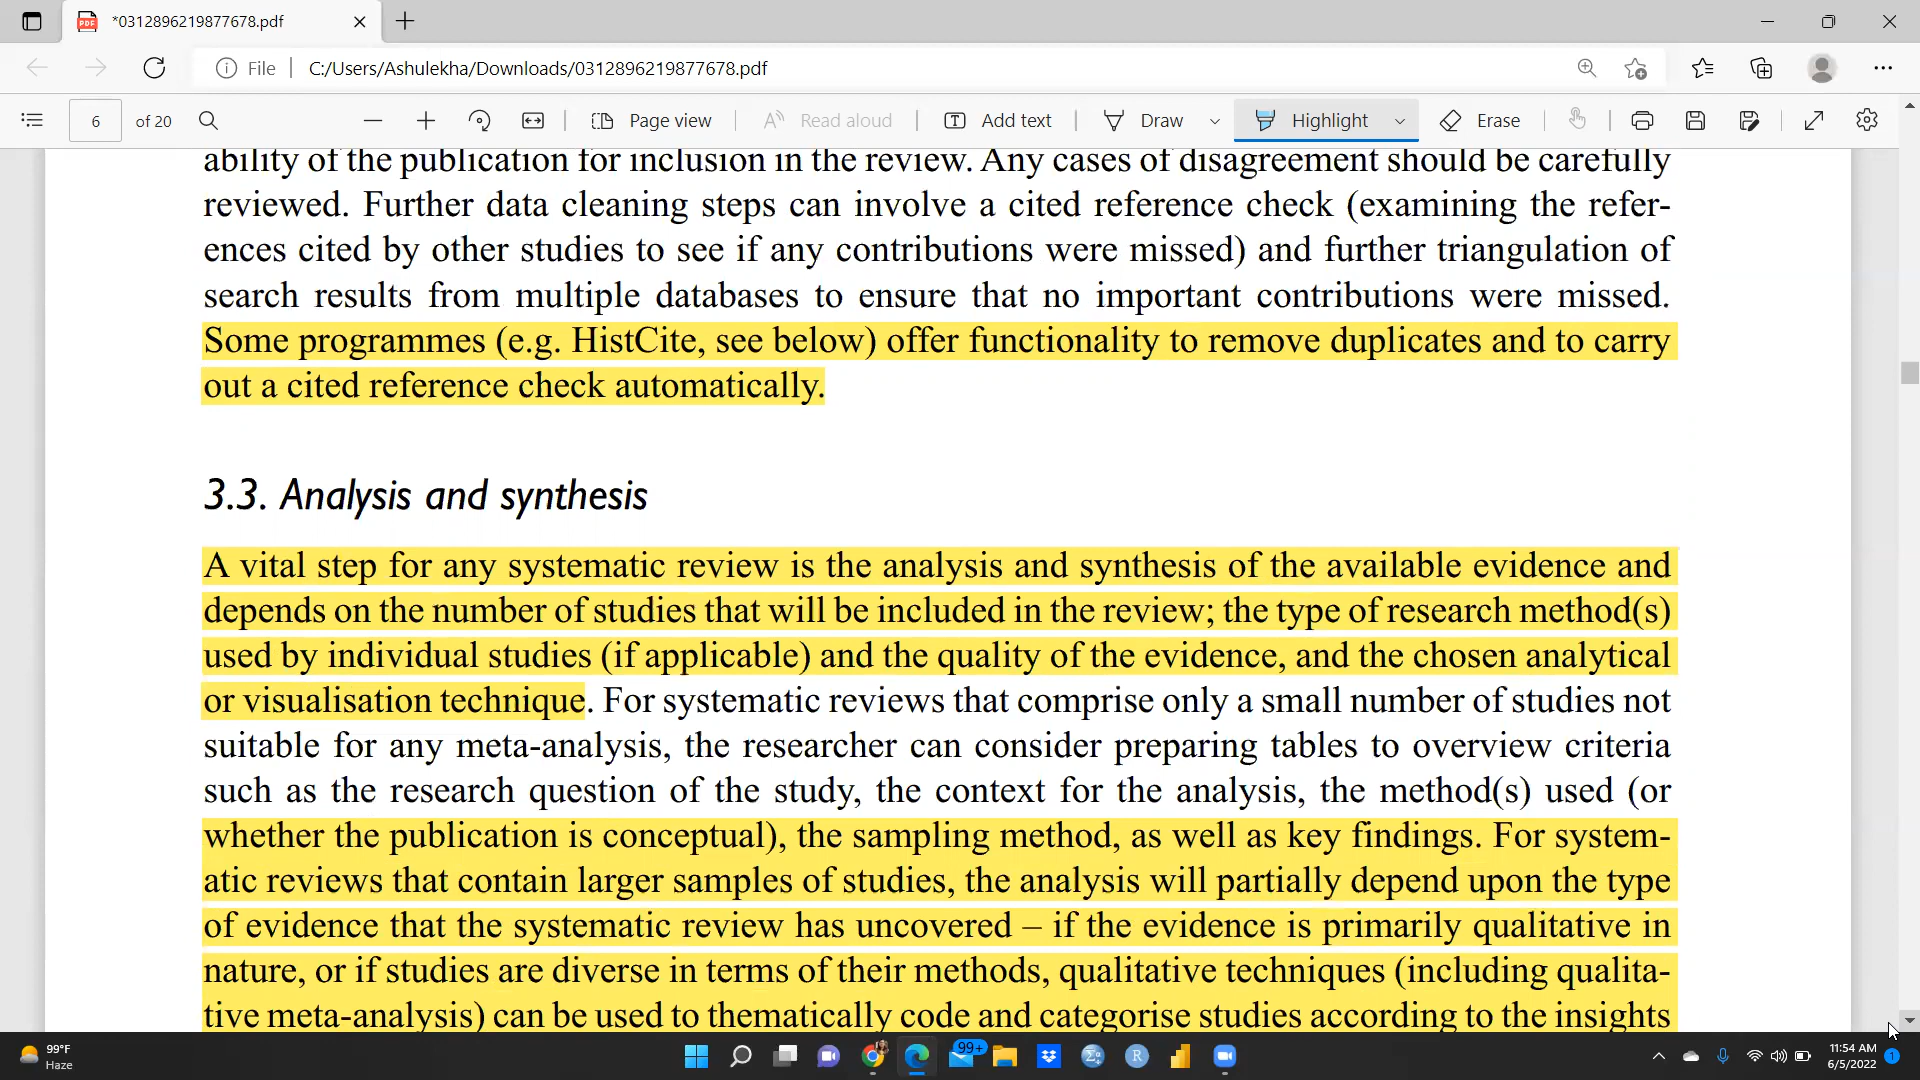 *0312896219877678.pdf
File
C:/Users/Ashulekha/Downloads/0312896219877678.pdf
6 of 20
Page view
Read aloud
Add text
Draw
Highlight
Erase
ability of the publication for inclusion in the review. Any cases of disagreement should be carefully
reviewed. Further data cleaning steps can involve a cited reference check (examining the refer-
ences cited by other studies to see if any contributions were missed) and further triangulation of
search results from multiple databases to ensure that no important contributions were missed.
Some programmes (e.g. HistCite, see below) offer functionality to remove duplicates and to carry
out a cited reference check automatically.
3.3. Analysis and synthesis
A vital step for any systematic review is the analysis and synthesis of the available evidence and
depends on the number of studies that will be included in the review; the type of research method(s)
used by individual studies (if applicable) and the quality of the evidence, and the chosen analytical
or visualisation technique. For systematic reviews that comprise only a small number of studies not
suitable for any meta-analysis, the researcher can consider preparing tables to overview criteria
such as the research question of the study, the context for the analysis, the method(s) used (or
whether the publication is conceptual), the sampling method, as well as key findings. For system-
atic reviews that contain larger samples of studies, the analysis will partially depend upon the type
of evidence that the systematic review has uncovered – if the evidence is primarily qualitative in
nature, or if studies are diverse in terms of their methods, qualitative techniques (including qualita-
tive meta-analysis) can be used to thematically code and categorise studies according to the insights
99°F
Haze
99+
11:54 AM
6/5/2022
1